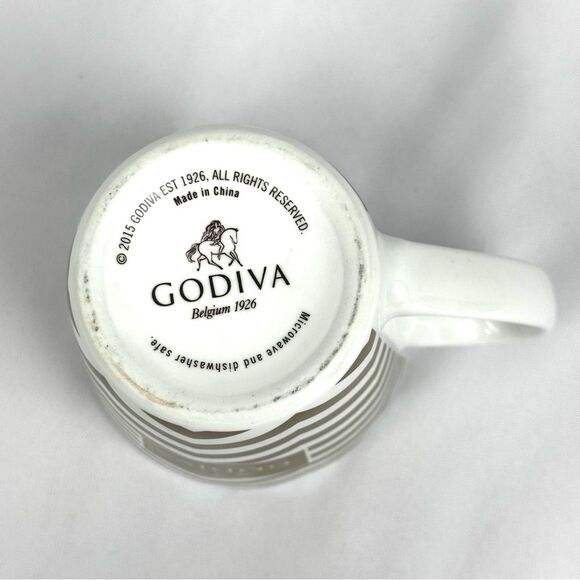 © 2015 GODIVA EST 1926, ALL RIGHTS RESERVED.
Made in China
GODIVA
Belgium 1926
Microwave and dishwasher safe.